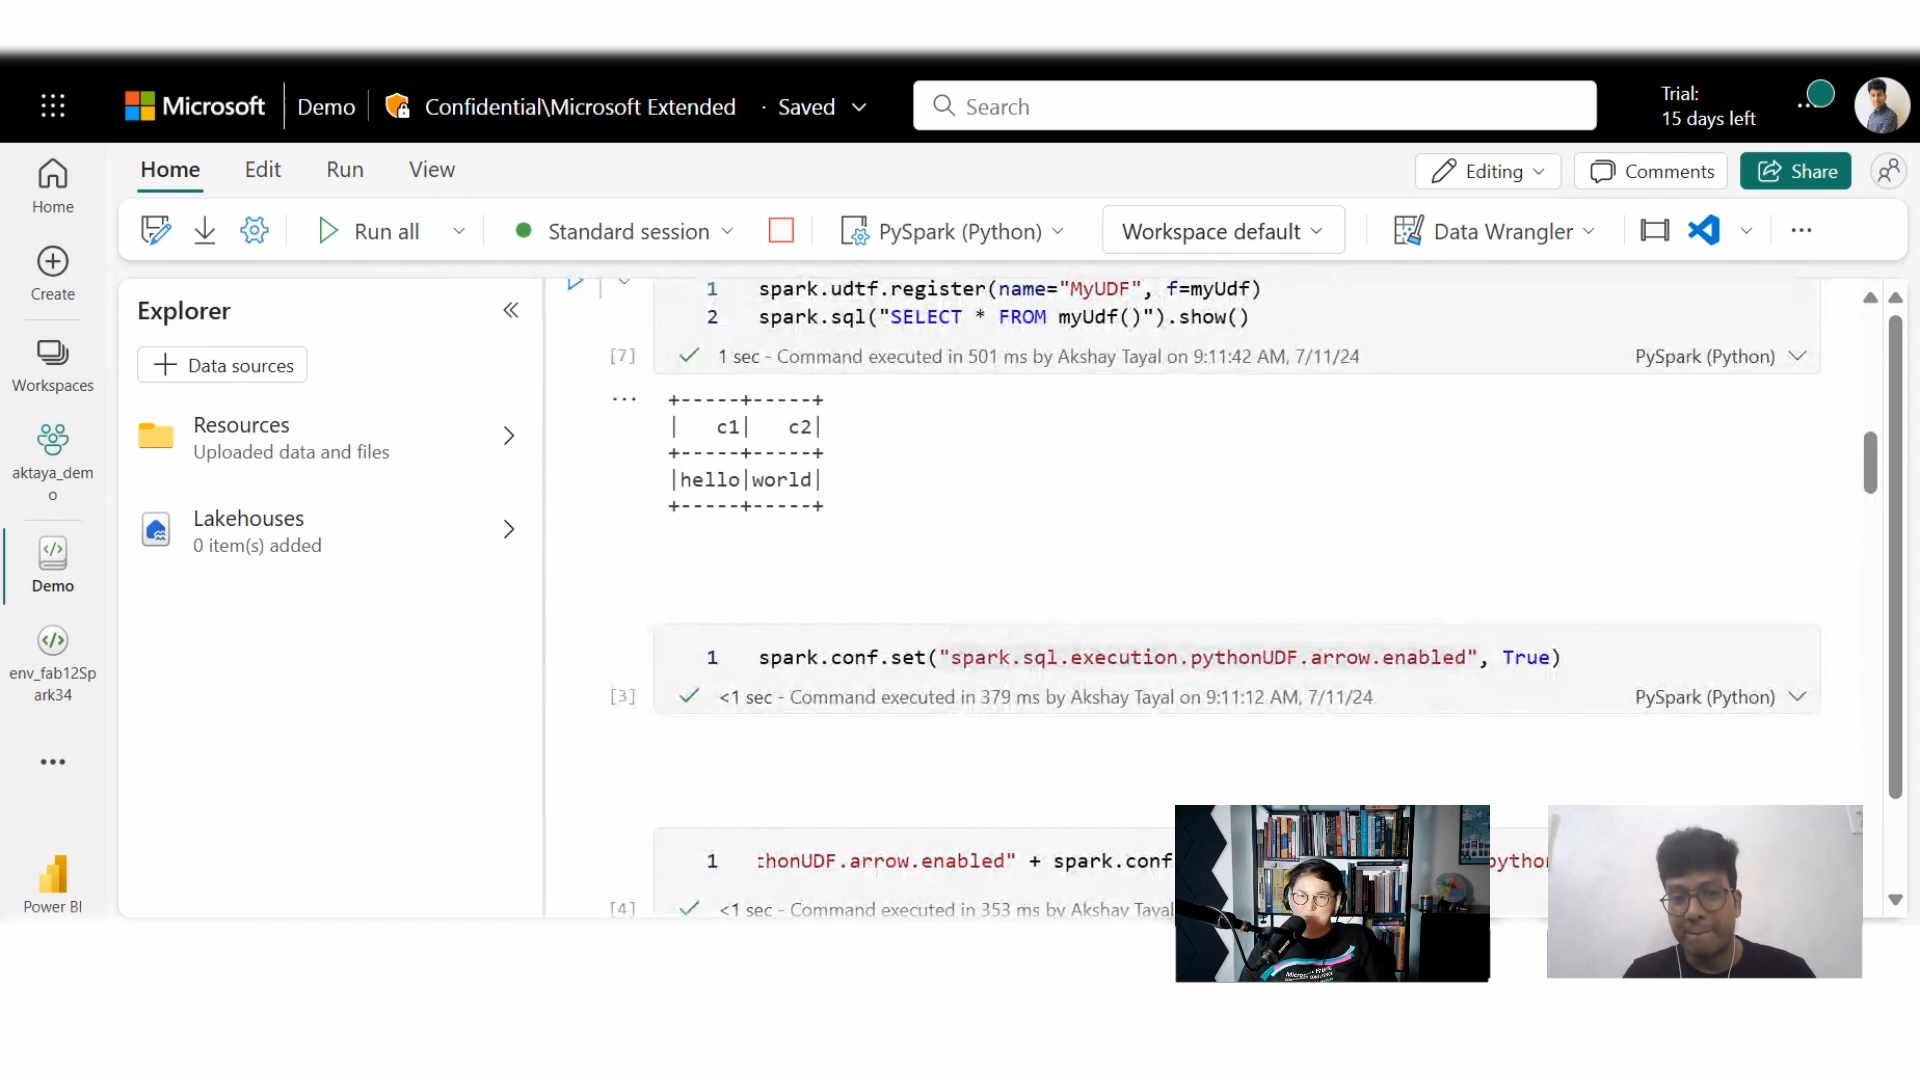 Microsoft
Demo
Confidential\Microsoft Extended
· Saved
Search
Trial:
15 days left
Home
Edit
Run
View
Editing
Comments
Share
Run all
Standard session
PySpark (Python)
Workspace default
Data Wrangler
Home
Create
Workspaces
aktaya_dem
o
Demo
env_fab12Sp
ark34
Power BI
Explorer
Data sources
Resources
Uploaded data and files
Lakehouses
0 item(s) added
1 spark.udtf.register(name="MyUDF", f=myUdf)
2 spark.sql("SELECT * FROM myUdf()").show()
[7] 1 sec - Command executed in 501 ms by Akshay Tayal on 9:11:42 AM, 7/11/24 PySpark (Python)
+-----+-----+
|   c1|   c2|
+-----+-----+
|hello|world|
+-----+-----+
1 spark.conf.set("spark.sql.execution.pythonUDF.arrow.enabled", True)
[3] <1 sec - Command executed in 379 ms by Akshay Tayal on 9:11:12 AM, 7/11/24 PySpark (Python)
1 thonUDF.arrow.enabled" + spark.conf pytho
[4] <1 sec - Command executed in 353 ms by Akshay Tayal